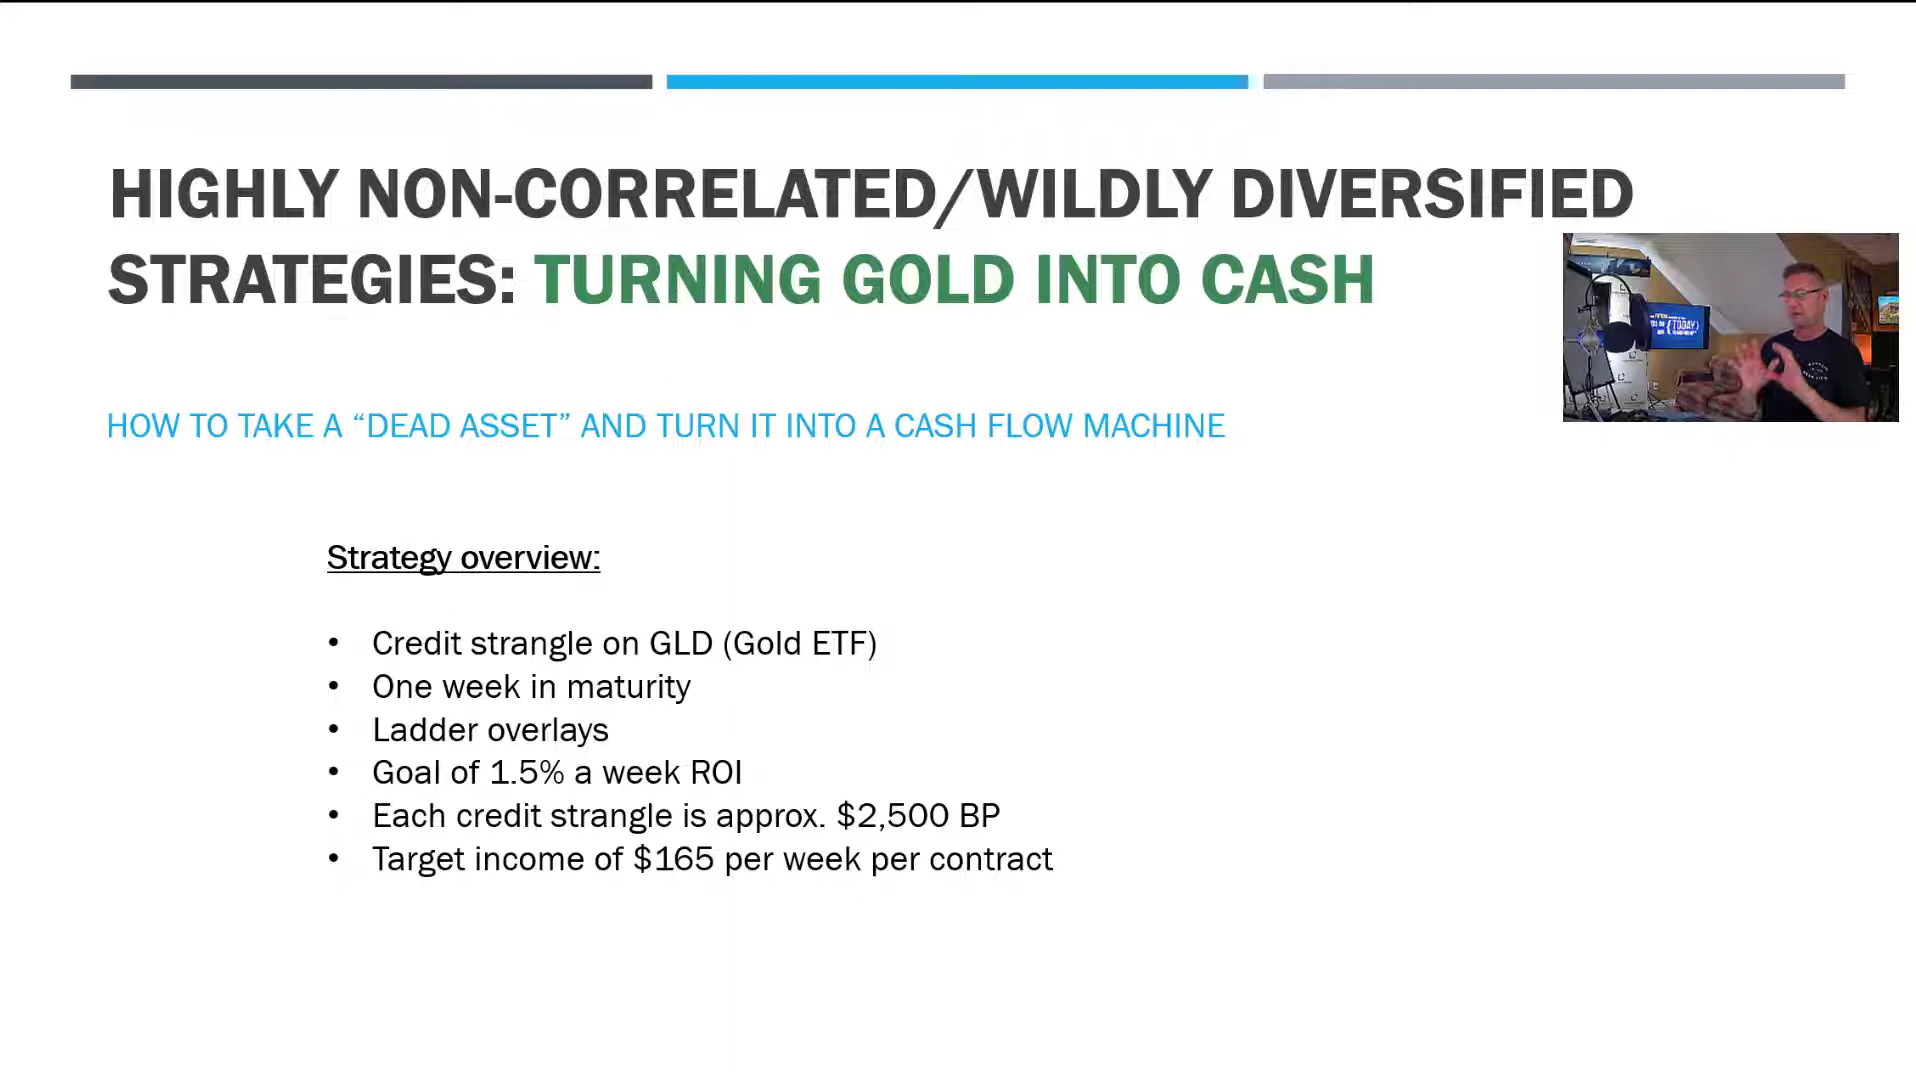 HIGHLY NON-CORRELATED/WILDLY DIVERSIFIED
STRATEGIES: TURNING GOLD INTO CASH
{TODAY}
HOW TO TAKE A “DEAD ASSET” AND TURN IT INTO A CASH FLOW MACHINE
Strategy overview:
• Credit strangle on GLD (Gold ETF)
• One week in maturity
• Ladder overlays
• Goal of 1.5% a week ROI
• Each credit strangle is approx. $2,500 BP
• Target income of $165 per week per contract